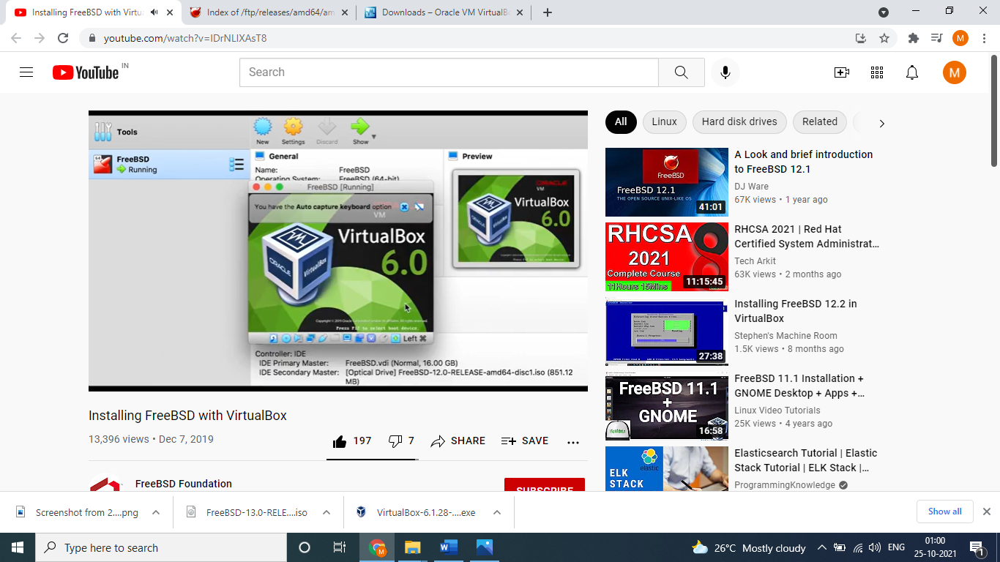 Installing FreeBSD with Virtua
Index of /ftp/releases/amd64/am
Downloads – Oracle VM VirtualB
youtube.com/watch?v=IDrNLIXAsT8
M
YouTube IN
Search
M
Tools
New
Settings
Discard
Show
FreeBSD
Running
General
Name: FreeBSD
Operating System: FreeBSD (64-bit)
Preview
FreeBSD [Running]
You have the Auto capture keyboard option
VM
VirtualBox
6.0
ORACLE
VM
VirtualBox
6.0
Press F12 to select boot device.
Left ⌘
Controller: IDE
IDE Primary Master: FreeBSD.vdi (Normal, 16.00 GB)
IDE Secondary Master: [Optical Drive] FreeBSD-12.0-RELEASE-amd64-disc1.iso (851.12
MB)
Installing FreeBSD with VirtualBox
13,396 views • Dec 7, 2019
197
7
SHARE
SAVE
FreeBSD Foundation
SUBSCRIBE
All
Linux
Hard disk drives
Related
FreeBSD
FreeBSD 12.1
THE OPEN SOURCE UNIX-LIKE OS
41:01
A Look and brief introduction
to FreeBSD 12.1
DJ Ware
67K views • 1 year ago
RHCSA
2021
Complete Course
11Hours 15Mins
8
11:15:45
RHCSA 2021 | Red Hat
Certified System Administrat...
Tech Arkit
63K views • 2 months ago
27:38
Installing FreeBSD 12.2 in
VirtualBox
Stephen's Machine Room
1.5K views • 8 months ago
FreeBSD 11.1
+
GNOME
16:58
FreeBSD 11.1 Installation +
GNOME Desktop + Apps +...
Linux Video Tutorials
25K views • 4 years ago
ELK
STACK
elastic
Elasticsearch Tutorial | Elastic
Stack Tutorial | ELK Stack |...
ProgrammingKnowledge
Screenshot from 2....png
FreeBSD-13.0-RELE....iso
VirtualBox-6.1.28-....exe
Show all
Type here to search
M
26°C Mostly cloudy
ENG
01:00
25-10-2021
1